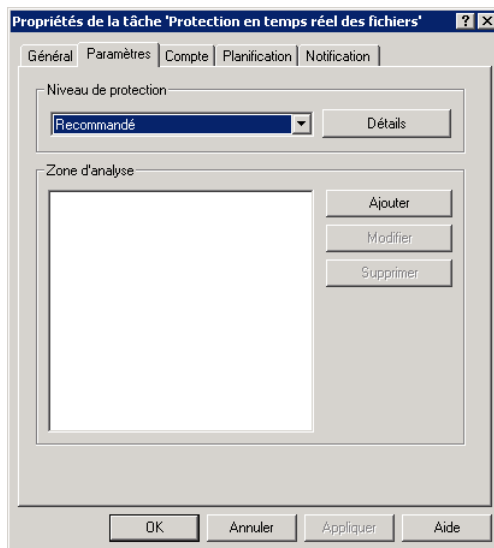 Propriétés de la tâche 'Protection en temps réel des fichiers'
Général Paramètres Compte Planification Notification
Niveau de protection
Recommandé Détails
Zone d'analyse
Ajouter
Modifier
Supprimer
OK Annuler Appliquer Aide